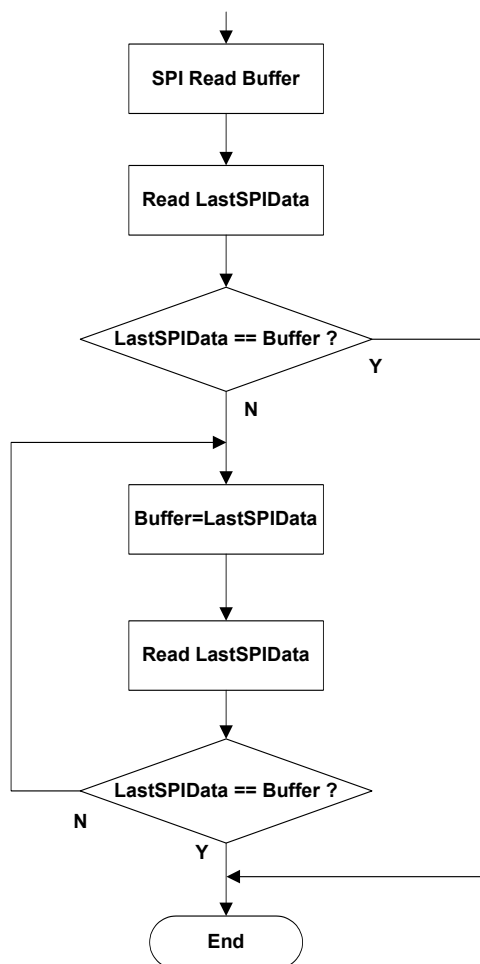 SPI Read Buffer
Read LastSPIData
LastSPIData == Buffer ?
Y
N
Buffer=LastSPIData
Read LastSPIData
LastSPIData == Buffer ?
N
Y
End